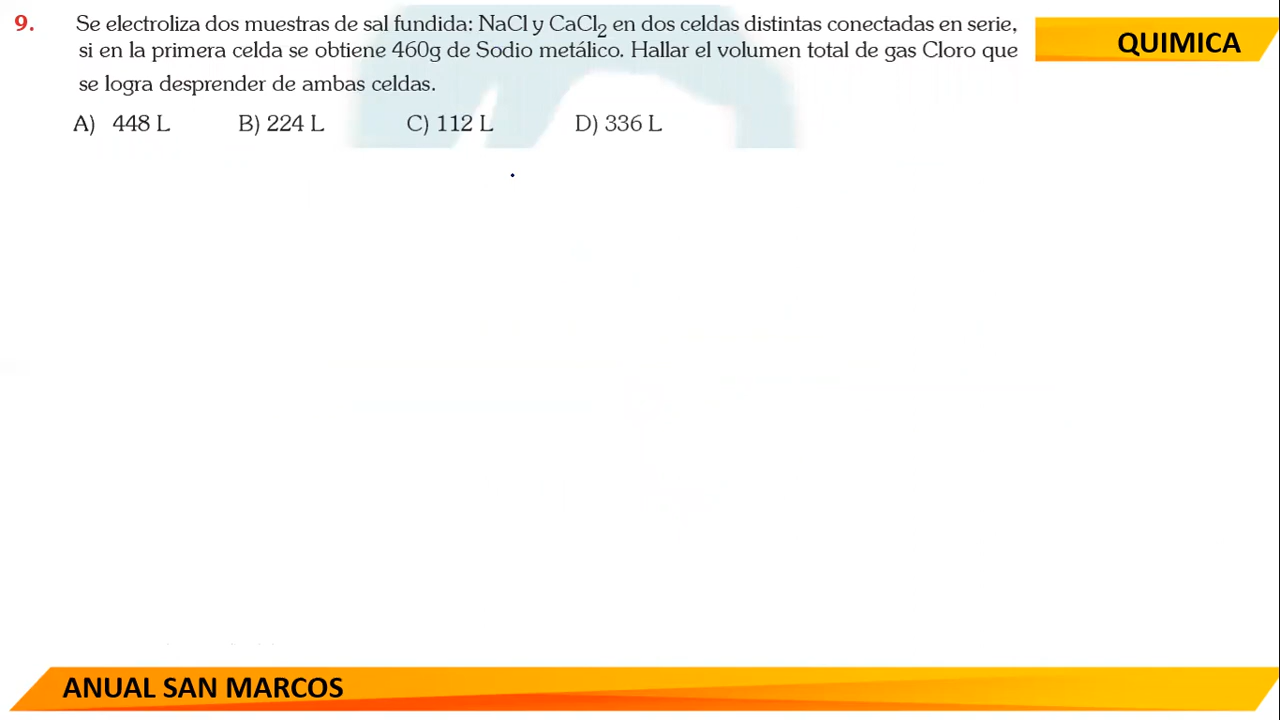 9. Se electroliza dos muestras de sal fundida: NaCl y CaCl₂ en dos celdas distintas conectadas en serie,
si en la primera celda se obtiene 460g de Sodio metálico. Hallar el volumen total de gas Cloro que
se logra desprender de ambas celdas.
A) 448 L B) 224 L C) 112 L D) 336 L
QUIMICA
ANUAL SAN MARCOS